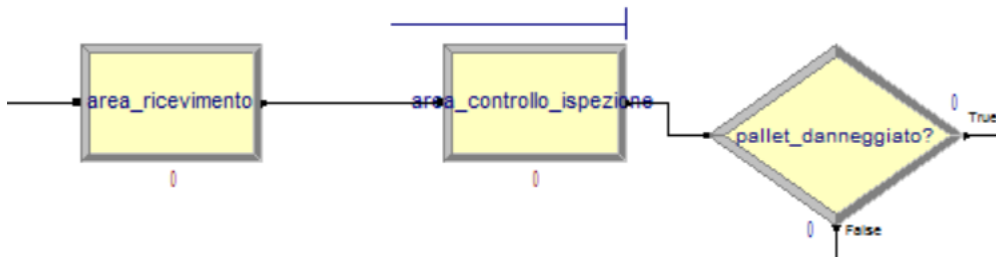 area_ricevimento
0
area_controllo_ispezione
0
pallet_danneggiato?
0
True
0
False